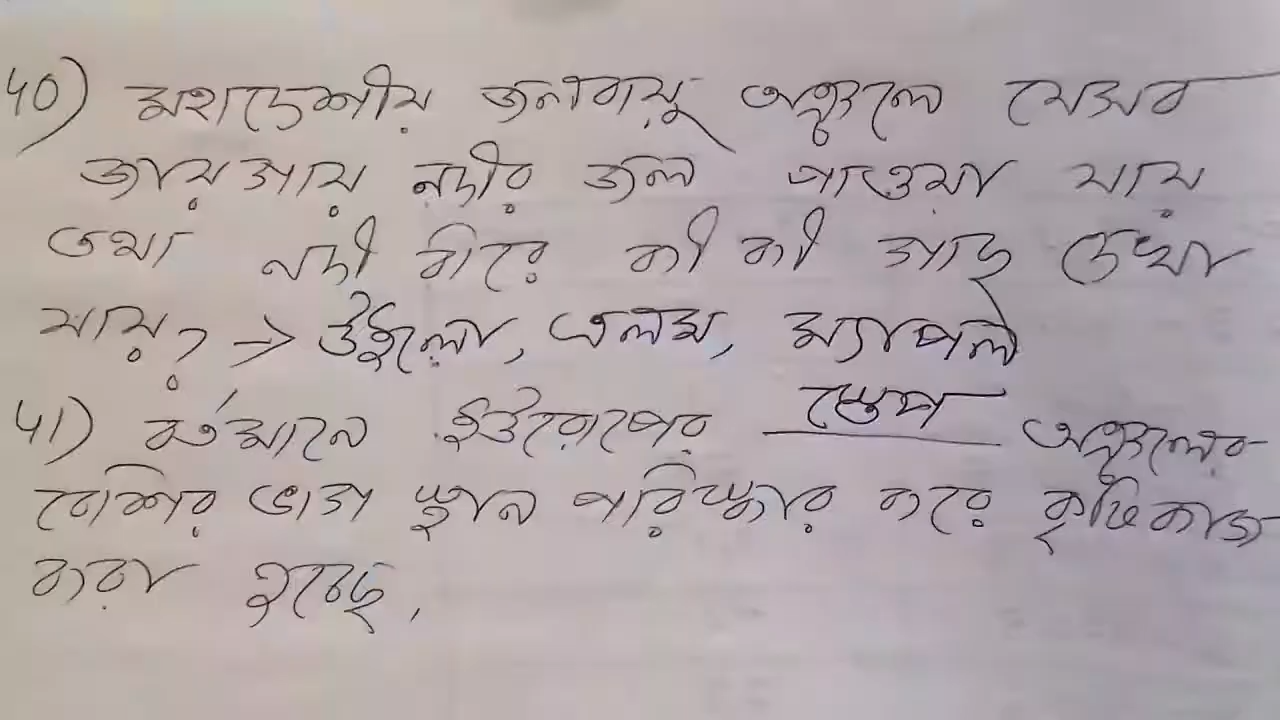 40) মহাদেশীয় জলবায়ু অঞ্চলে যেসব
জায়গায় নদীর জল পাওয়া যায়
তথা নদী তীরে কী কী গাছ দেখা
যায়? → উইলো, এলম, ম্যাপল
41) বর্তমানে ইউরোপের স্তেপ অঞ্চলের
বেশির ভাগ স্থান পরিষ্কার করে কৃষিকাজ
করা হচ্ছে,